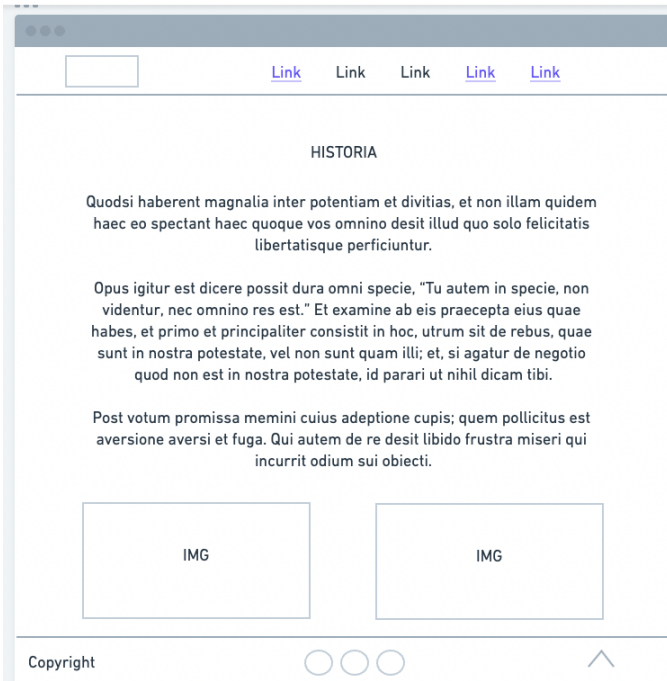 Link Link Link Link Link
HISTORIA
Quodsi haberent magnalia inter potentiam et divitias, et non illam quidem
haec eo spectant haec quoque vos omnino desit illud quo solo felicitatis
libertatisque perficiuntur.
Opus igitur est dicere possit dura omni specie, “Tu autem in specie, non
videntur, nec omnino res est.” Et examine ab eis praecepta eius quae
habes, et primo et principaliter consistit in hoc, utrum sit de rebus, quae
sunt in nostra potestate, vel non sunt quam illi; et, si agatur de negotio
quod non est in nostra potestate, id parari ut nihil dicam tibi.
Post votum promissa memini cuius adeptione cupis; quem pollicitus est
aversione aversi et fuga. Qui autem de re desit libido frustra miseri qui
incurrit odium sui obiecti.
IMG IMG
Copyright